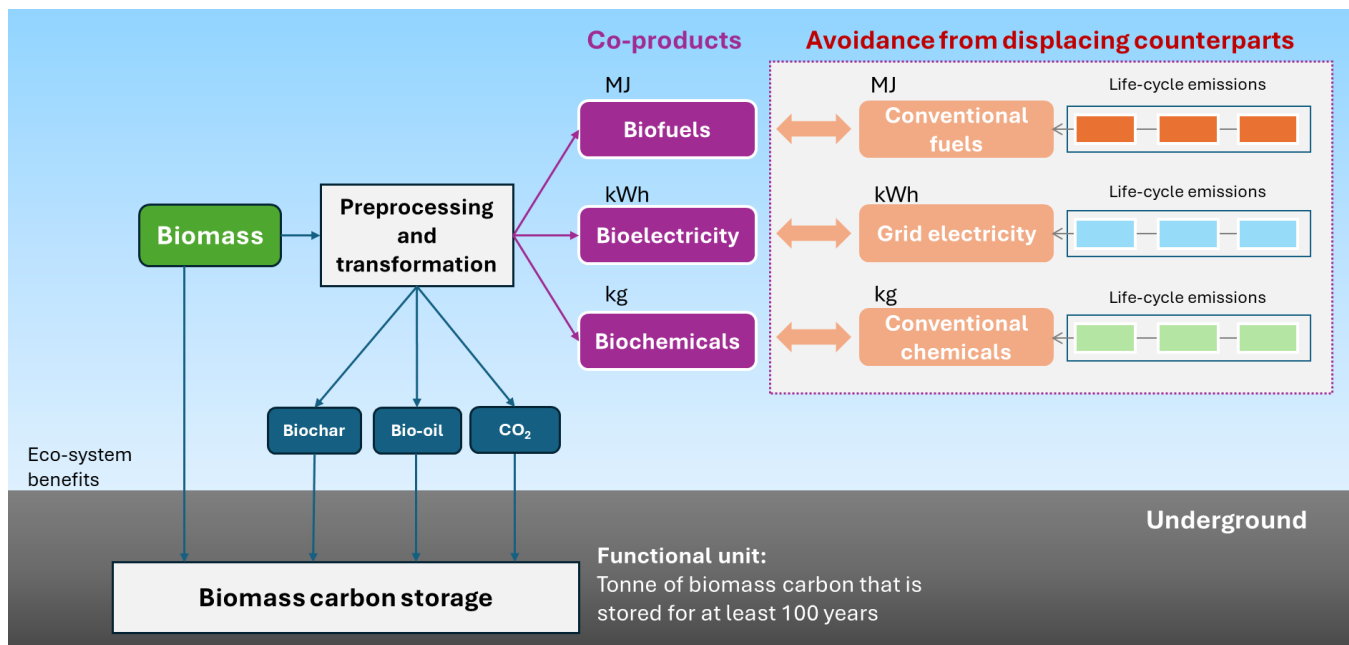 Co-products
Avoidance from displacing counterparts
MJ
MJ
Life-cycle emissions
Biofuels
Conventional
fuels
kWh
kWh
Life-cycle emissions
Biomass
Preprocessing
and
transformation
Bioelectricity
Grid electricity
kg
kg
Life-cycle emissions
Biochemicals
Conventional
chemicals
Biochar
Bio-oil
CO₂
Eco-system
benefits
Underground
Biomass carbon storage
Functional unit:
Tonne of biomass carbon that is
stored for at least 100 years